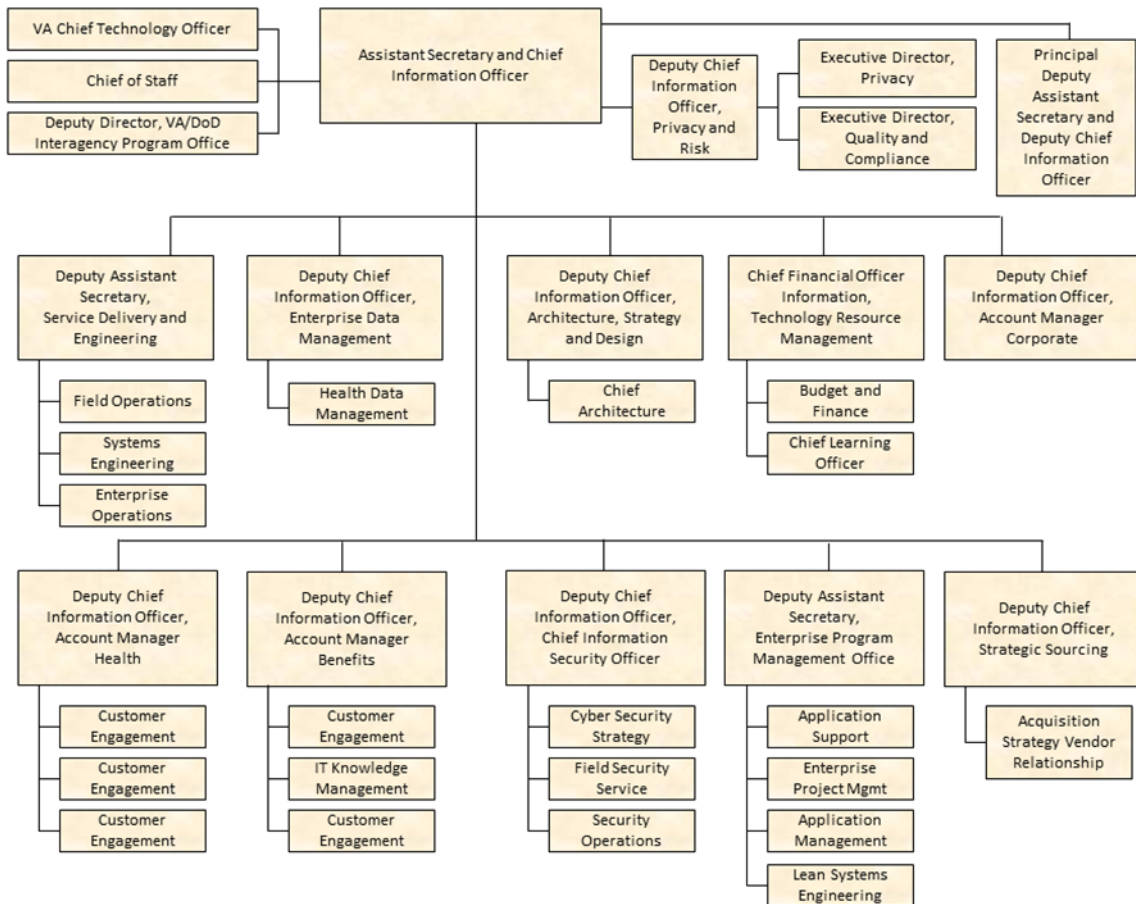 VA Chief Technology Officer
Chief of Staff
Deputy Director, VA/DoD
Interagency Program Office
Assistant Secretary and Chief
Information Officer
Deputy Chief
Information
Officer,
Privacy and
Risk
Executive Director,
Privacy
Executive Director,
Quality and
Compliance
Principal
Deputy
Assistant
Secretary and
Deputy Chief
Information
Officer
Deputy Assistant
Secretary,
Service Delivery and
Engineering
Field Operations
Systems
Engineering
Enterprise
Operations
Deputy Chief
Information Officer,
Enterprise Data
Management
Health Data
Management
Deputy Chief
Information Officer,
Architecture, Strategy
and Design
Chief
Architecture
Chief Financial Officer
Information,
Technology Resource
Management
Budget and
Finance
Chief Learning
Officer
Deputy Chief
Information Officer,
Account Manager
Corporate
Deputy Chief
Information Officer,
Account Manager
Health
Customer
Engagement
Customer
Engagement
Customer
Engagement
Deputy Chief
Information Officer,
Account Manager
Benefits
Customer
Engagement
IT Knowledge
Management
Customer
Engagement
Deputy Chief
Information Officer,
Chief Information
Security Officer
Cyber Security
Strategy
Field Security
Service
Security
Operations
Deputy Assistant
Secretary,
Enterprise Program
Management Office
Application
Support
Enterprise
Project Mgmt
Application
Management
Lean Systems
Engineering
Deputy Chief
Information Officer,
Strategic Sourcing
Acquisition
Strategy Vendor
Relationship